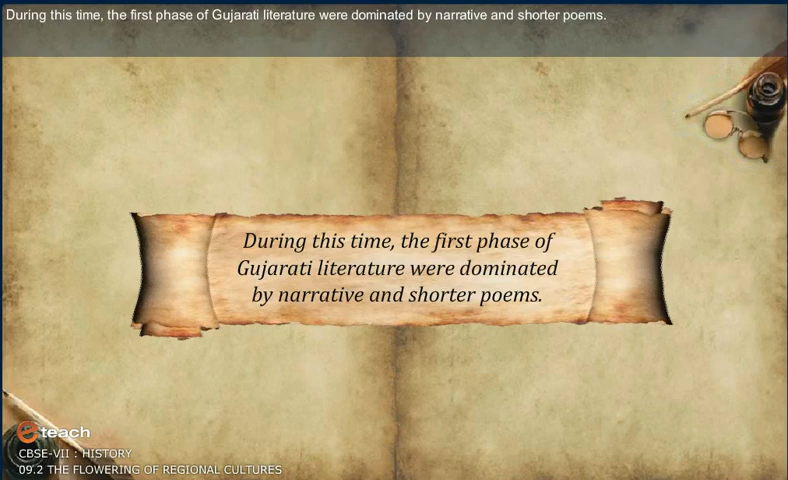 During this time, the first phase of Gujarati literature were dominated by narrative and shorter poems.
During this time, the first phase of
Gujarati literature were dominated
by narrative and shorter poems.
eteach
CBSE-VII : HISTORY
09.2 THE FLOWERING OF REGIONAL CULTURES